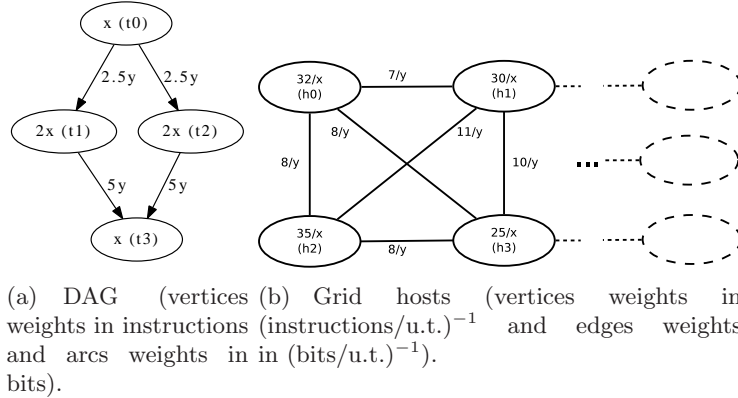 x (t0)
2.5y
2.5y
2x (t1)
2x (t2)
5y
5y
x (t3)
32/x
(h0)
7/y
30/x
(h1)
8/y
11/y
8/y
10/y
...
35/x
(h2)
8/y
25/x
(h3)
(a) DAG (vertices
weights in instructions
and arcs weights in
bits).
(b) Grid hosts (vertices weights in
(instructions/u.t.)−1 and edges weights
in (bits/u.t.)−1).